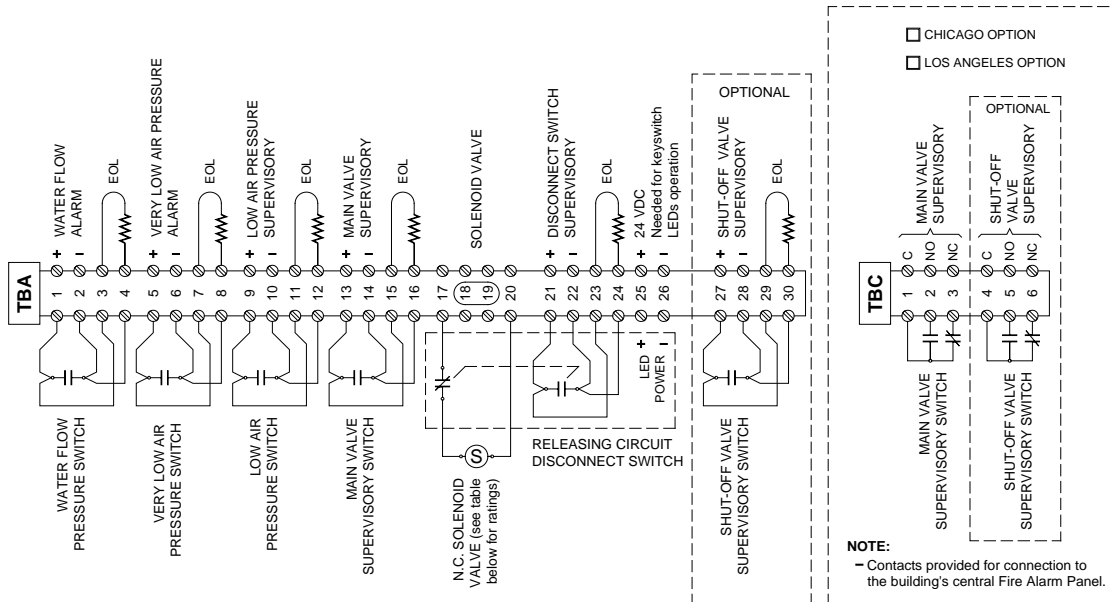 TBA
+ WATER FLOW
− ALARM
EOL
+ VERY LOW AIR PRESSURE
− ALARM
EOL
+ LOW AIR PRESSURE
− SUPERVISORY
EOL
+ MAIN VALVE
− SUPERVISORY
EOL
SOLENOID VALVE
+ DISCONNECT SWITCH
− SUPERVISORY
EOL
+ 24 VDC
Needed for keyswitch
− LEDs operation
OPTIONAL
+ SHUT-OFF VALVE
− SUPERVISORY
EOL
1 2 3 4 5 6 7 8 9 10 11 12 13 14 15 16 17 18 19 20 21 22 23 24 25 26 27 28 29 30
WATER FLOW
PRESSURE SWITCH
VERY LOW AIR
PRESSURE SWITCH
LOW AIR
PRESSURE SWITCH
MAIN VALVE
SUPERVISORY SWITCH
N.C. SOLENOID
VALVE (see table
below for ratings)
S
+ −
LED
POWER
RELEASING CIRCUIT
DISCONNECT SWITCH
SHUT-OFF VALVE
SUPERVISORY SWITCH
CHICAGO OPTION
LOS ANGELES OPTION
OPTIONAL
TBC
MAIN VALVE
SUPERVISORY
SHUT-OFF
VALVE
SUPERVISORY
C NO NC C NO NC
1 2 3 4 5 6
MAIN VALVE
SUPERVISORY SWITCH
SHUT-OFF VALVE
SUPERVISORY SWITCH
NOTE:
– Contacts provided for connection to
the building's central Fire Alarm Panel.